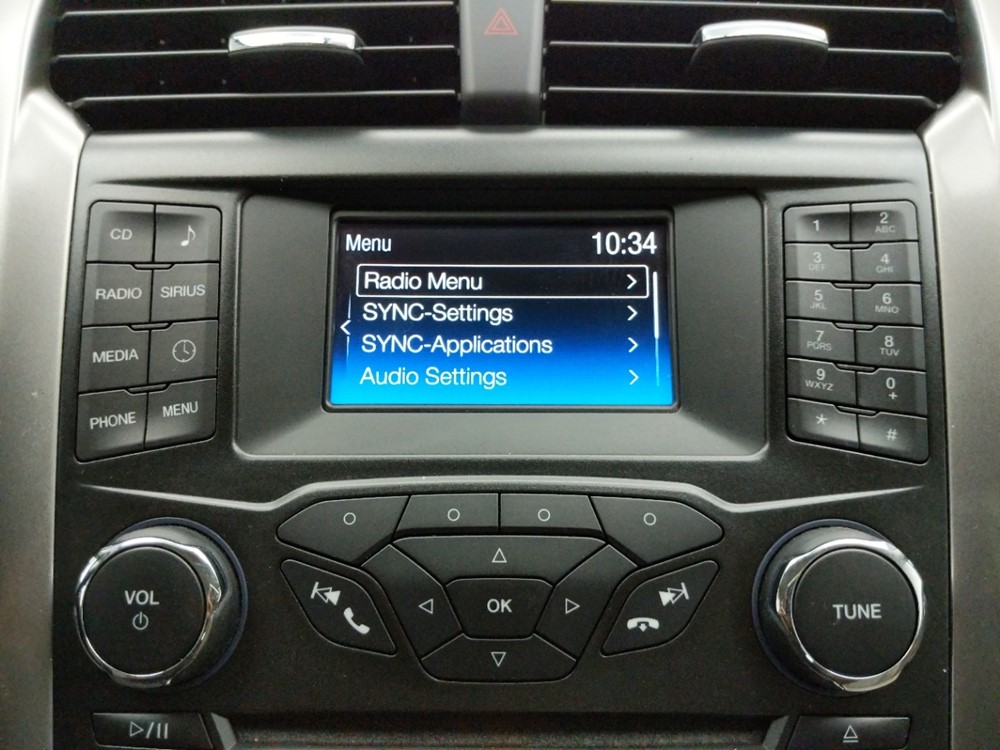 Menu 10:34
Radio Menu
SYNC-Settings
SYNC-Applications
Audio Settings
CD
RADIO SIRIUS
MEDIA
PHONE MENU
1 2 ABC
3 DEF 4 GHI
5 JKL 6 MNO
7 PQRS 8 TUV
9 WXYZ 0 +
* #
VOL
OK
TUNE